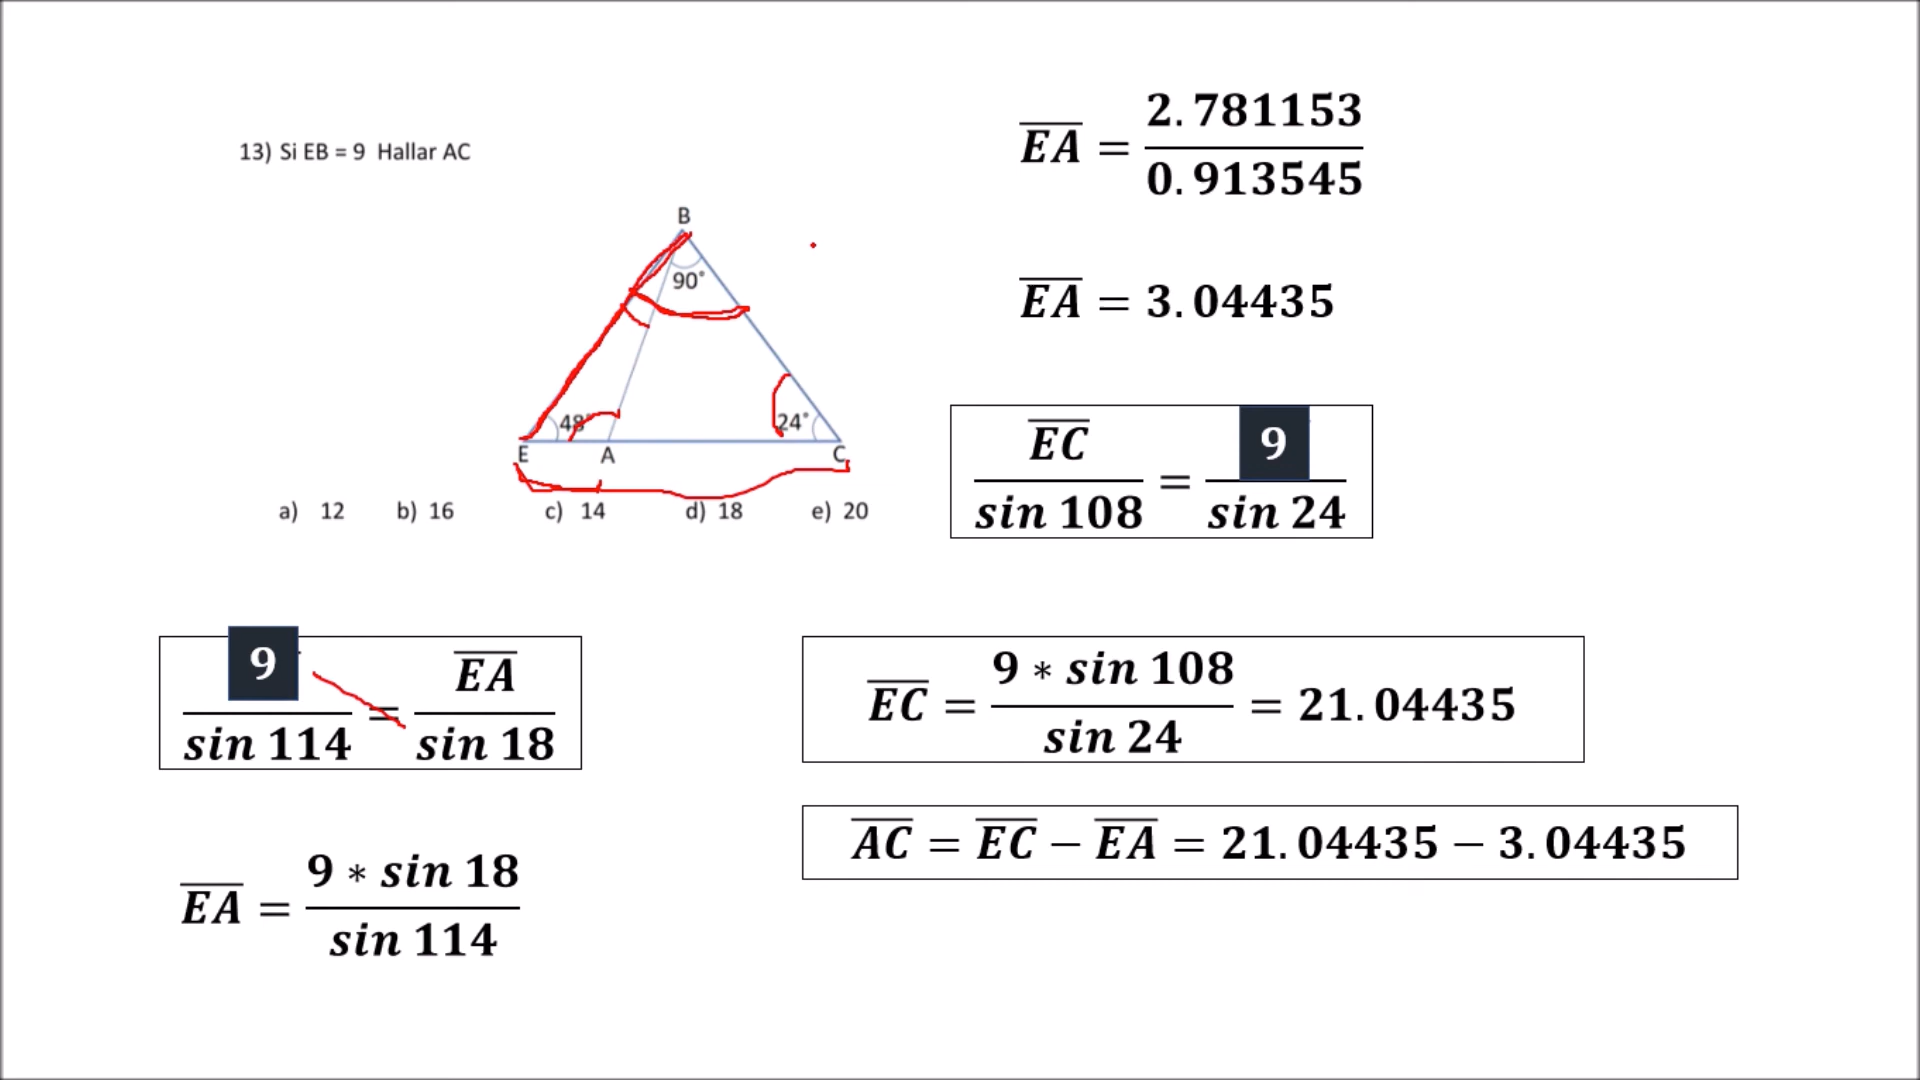 13) Si EB = 9 Hallar AC
B
90°
48°
24°
E A C
a) 12 b) 16 c) 14 d) 18 e) 20
9 / sin 114 = EA / sin 18
EA = 9 * sin 18 / sin 114
EA = 2.781153 / 0.913545
EA = 3.04435
EC / sin 108 = 9 / sin 24
EC = 9 * sin 108 / sin 24 = 21.04435
AC = EC − EA = 21.04435 − 3.04435